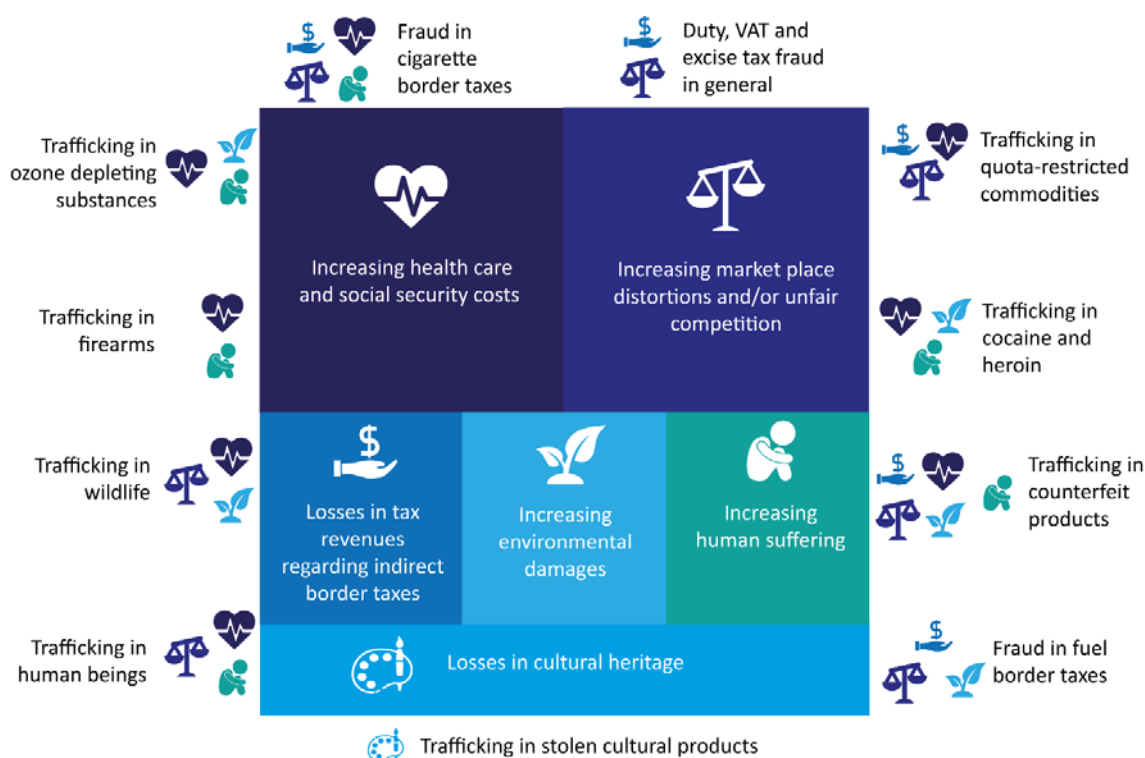 Fraud in
cigarette
border taxes
Duty, VAT and
excise tax fraud
in general
Trafficking in
ozone depleting
substances
Trafficking in
firearms
Trafficking in
wildlife
Trafficking in
human beings
Increasing health care
and social security costs
Increasing market place
distortions and/or unfair
competition
$
Losses in tax
revenues
regarding indirect
border taxes
Increasing
environmental
damages
Increasing
human suffering
Losses in cultural heritage
Trafficking in
quota-restricted
commodities
Trafficking in
cocaine and
heroin
Trafficking in
counterfeit
products
Fraud in fuel
border taxes
Trafficking in stolen cultural products